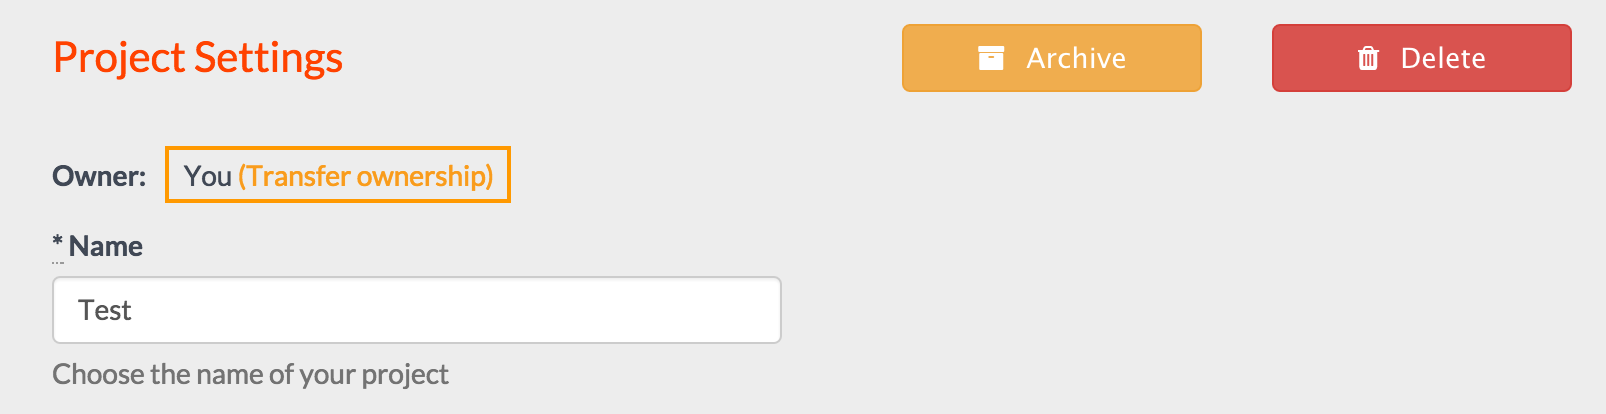 Project Settings
Archive
Delete
Owner: You (Transfer ownership)
* Name
Test
Choose the name of your project